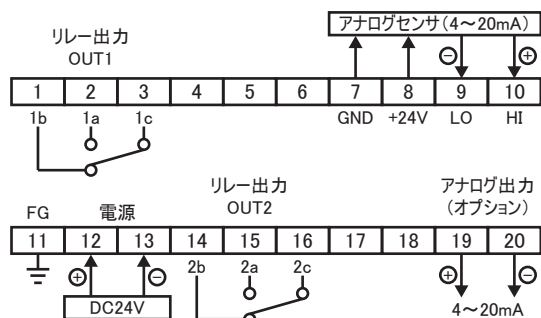 アナログセンサ(4～20mA)
リレー出力
OUT1
⊖ ⊕
1 2 3 4 5 6 7 8 9 10
1b 1a 1c GND +24V LO HI
リレー出力
OUT2
アナログ出力
(オプション)
FG 電源
11 12 13 14 15 16 17 18 19 20
2b 2a 2c
⊕ ⊖ ⊕ ⊖
DC24V
4～20mA